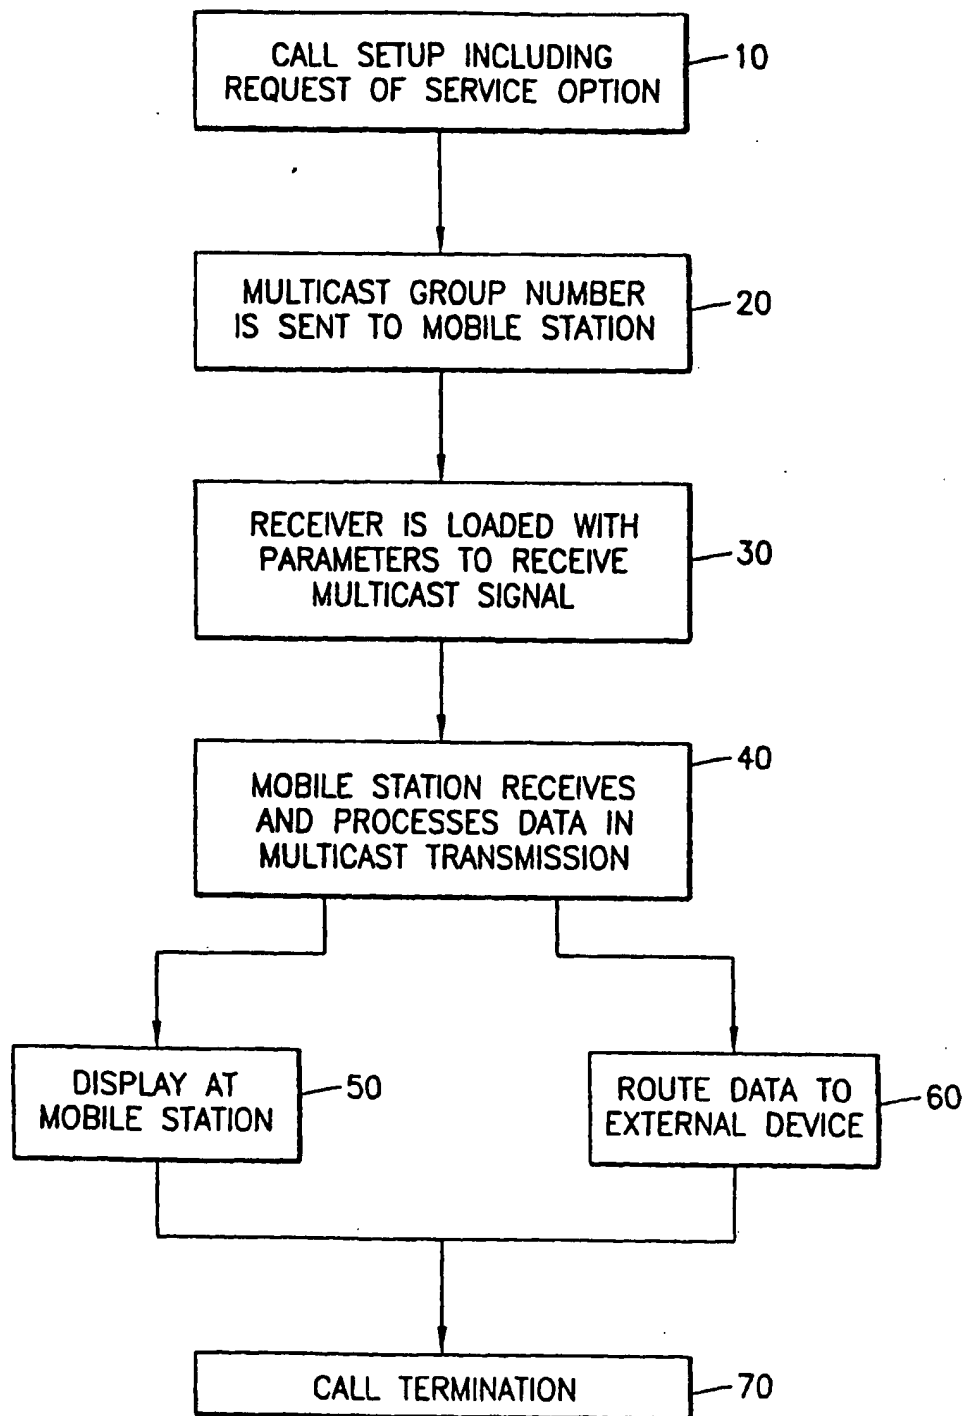 CALL SETUP INCLUDING
REQUEST OF SERVICE OPTION
10
MULTICAST GROUP NUMBER
IS SENT TO MOBILE STATION
20
RECEIVER IS LOADED WITH
PARAMETERS TO RECEIVE
MULTICAST SIGNAL
30
MOBILE STATION RECEIVES
AND PROCESSES DATA IN
MULTICAST TRANSMISSION
40
DISPLAY AT
MOBILE STATION
50
ROUTE DATA TO
EXTERNAL DEVICE
60
CALL TERMINATION
70